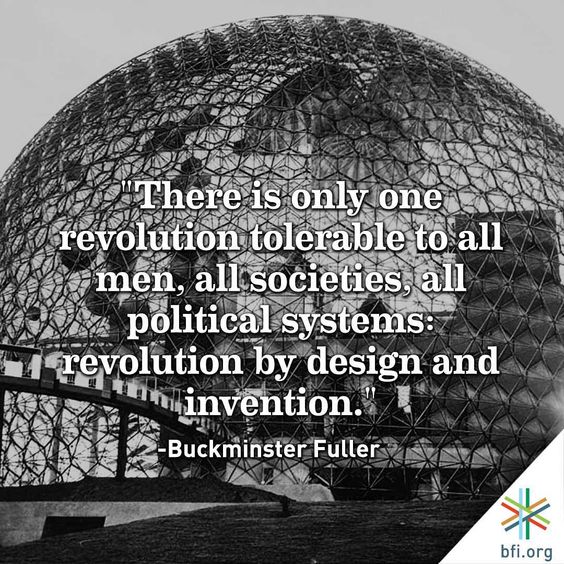 "There is only one
revolution tolerable to all
men, all societies, all
political systems:
revolution by design and
invention."
-Buckminster Fuller
bfi.org